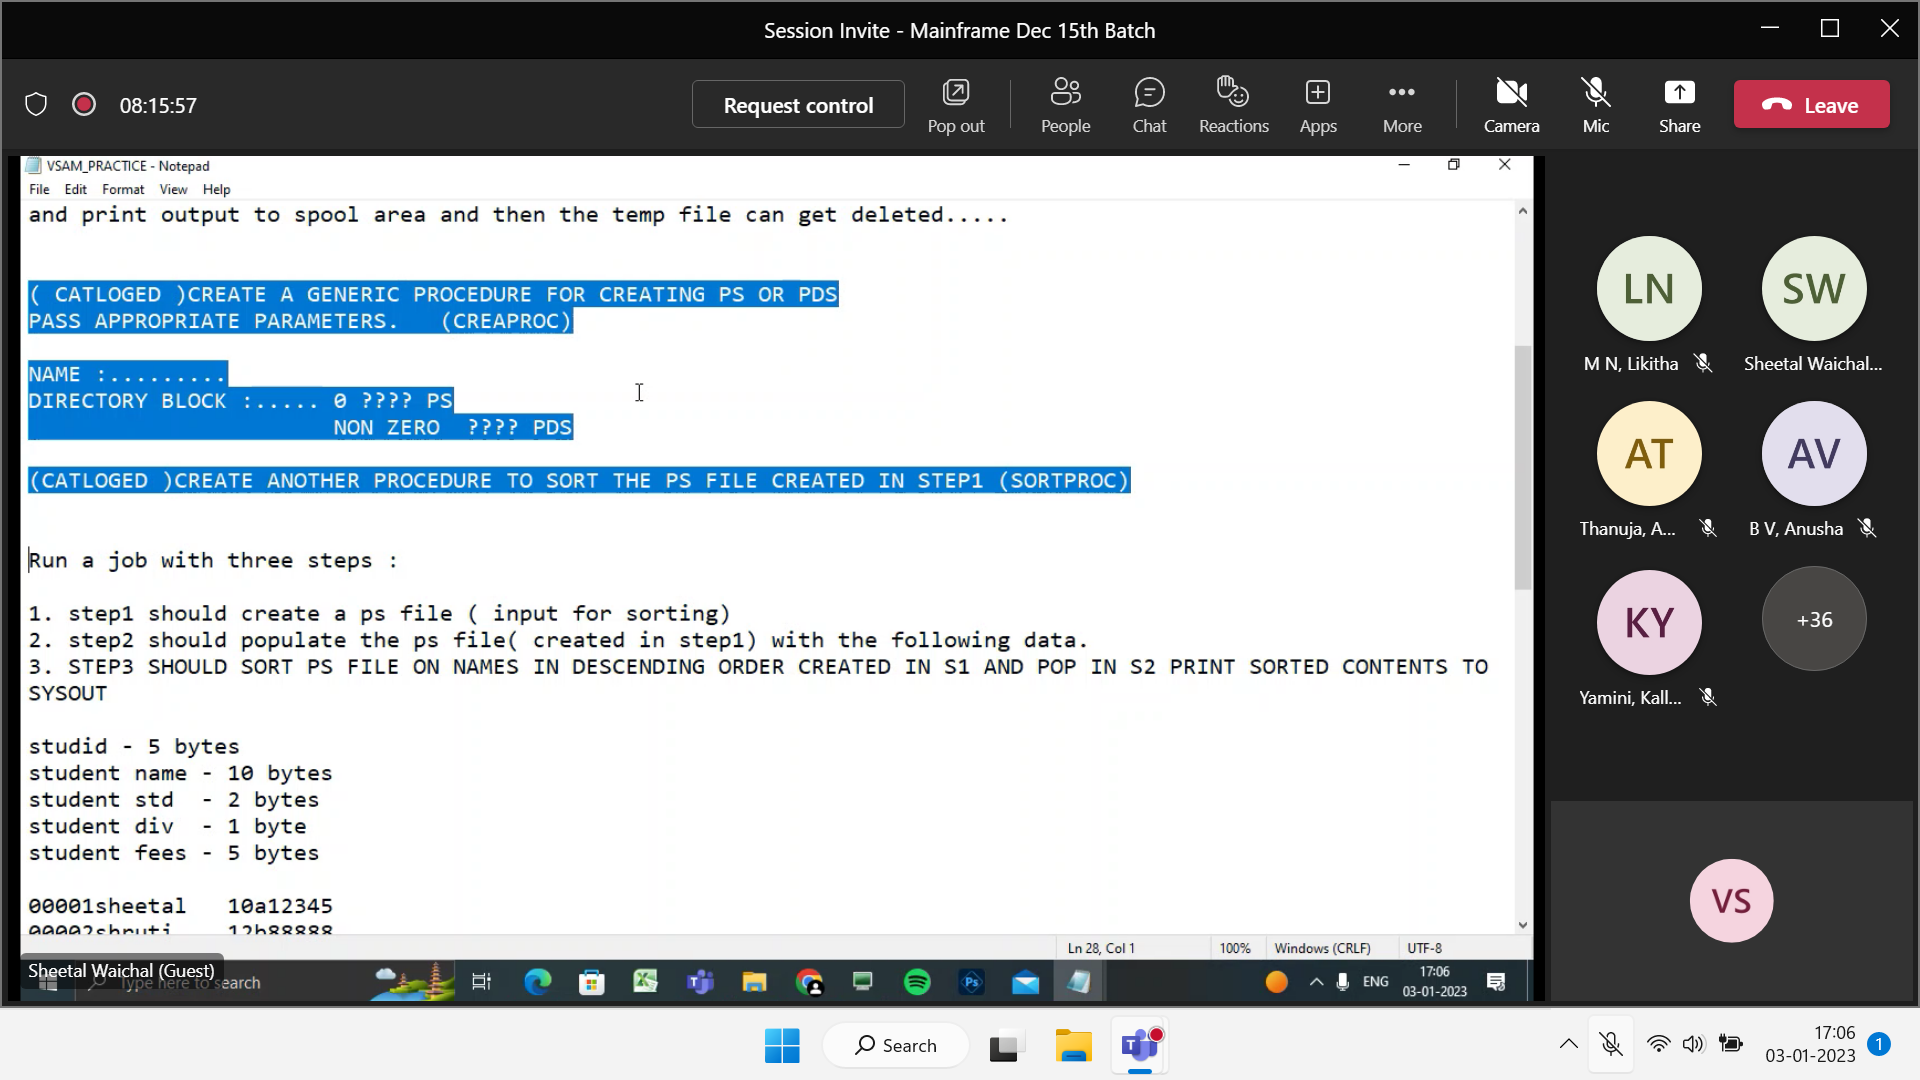 Session Invite - Mainframe Dec 15th Batch
08:15:57
Request control
Pop out
People
Chat
Reactions
Apps
More
Camera
Mic
Share
Leave
VSAM_PRACTICE - Notepad
File Edit Format View Help
and print output to spool area and then the temp file can get deleted.....
( CATLOGED )CREATE A GENERIC PROCEDURE FOR CREATING PS OR PDS
PASS APPROPRIATE PARAMETERS. (CREAPROC)
NAME :.........
DIRECTORY BLOCK :..... 0 ???? PS
NON ZERO ???? PDS
(CATLOGED )CREATE ANOTHER PROCEDURE TO SORT THE PS FILE CREATED IN STEP1 (SORTPROC)
Run a job with three steps :
1. step1 should create a ps file ( input for sorting)
2. step2 should populate the ps file( created in step1) with the following data.
3. STEP3 SHOULD SORT PS FILE ON NAMES IN DESCENDING ORDER CREATED IN S1 AND POP IN S2 PRINT SORTED CONTENTS TO
SYSOUT
studid - 5 bytes
student name - 10 bytes
student std - 2 bytes
student div - 1 byte
student fees - 5 bytes
00001sheetal 10a12345
00002shruti 12b88888
Ln 28, Col 1
100%
Windows (CRLF)
UTF-8
Sheetal Waichal (Guest)
Type here to search
Ps
ENG
17:06
03-01-2023
LN
M N, Likitha
SW
Sheetal Waichal...
AT
Thanuja, A...
AV
B V, Anusha
KY
Yamini, Kall...
+36
VS
Search
T
17:06
03-01-2023
1